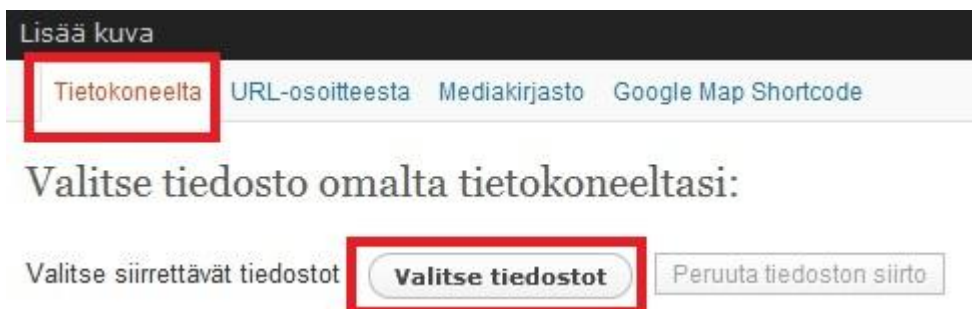 Lisää kuva
Tietokoneelta URL-osoitteesta Mediakirjasto Google Map Shortcode
Valitse tiedosto omalta tietokoneeltasi:
Valitse siirrettävät tiedostot Valitse tiedostot Peruuta tiedoston siirto